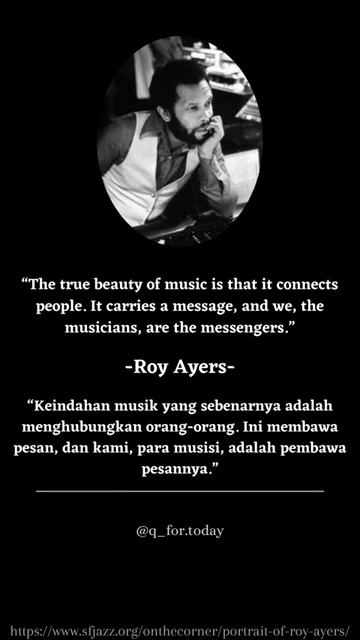 “The true beauty of music is that it connects
people. It carries a message, and we, the
musicians, are the messengers.”
-Roy Ayers-
“Keindahan musik yang sebenarnya adalah
menghubungkan orang-orang. Ini membawa
pesan, dan kami, para musisi, adalah pembawa
pesannya.”
@q_for.today
https://www.sfjazz.org/onthecorner/portrait-of-roy-ayers/